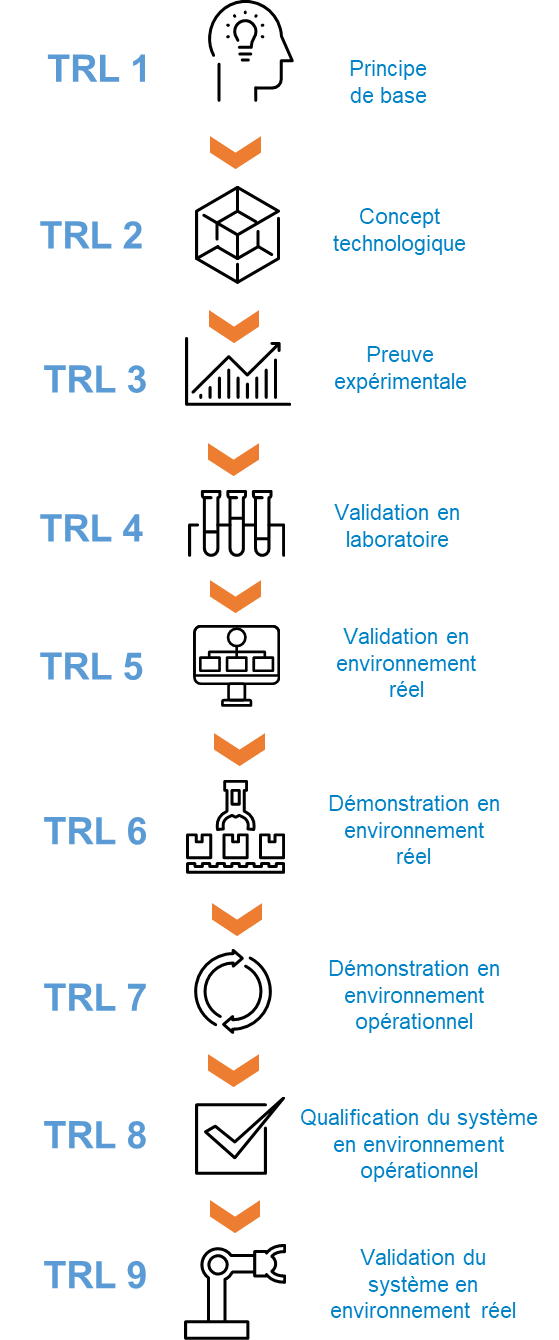 TRL 1
Principe
de base
TRL 2
Concept
technologique
TRL 3
Preuve
expérimentale
TRL 4
Validation en
laboratoire
TRL 5
Validation en
environnement
réel
TRL 6
Démonstration en
environnement
réel
TRL 7
Démonstration en
environnement
opérationnel
TRL 8
Qualification du système
en environnement
opérationnel
TRL 9
Validation du
système en
environnement réel